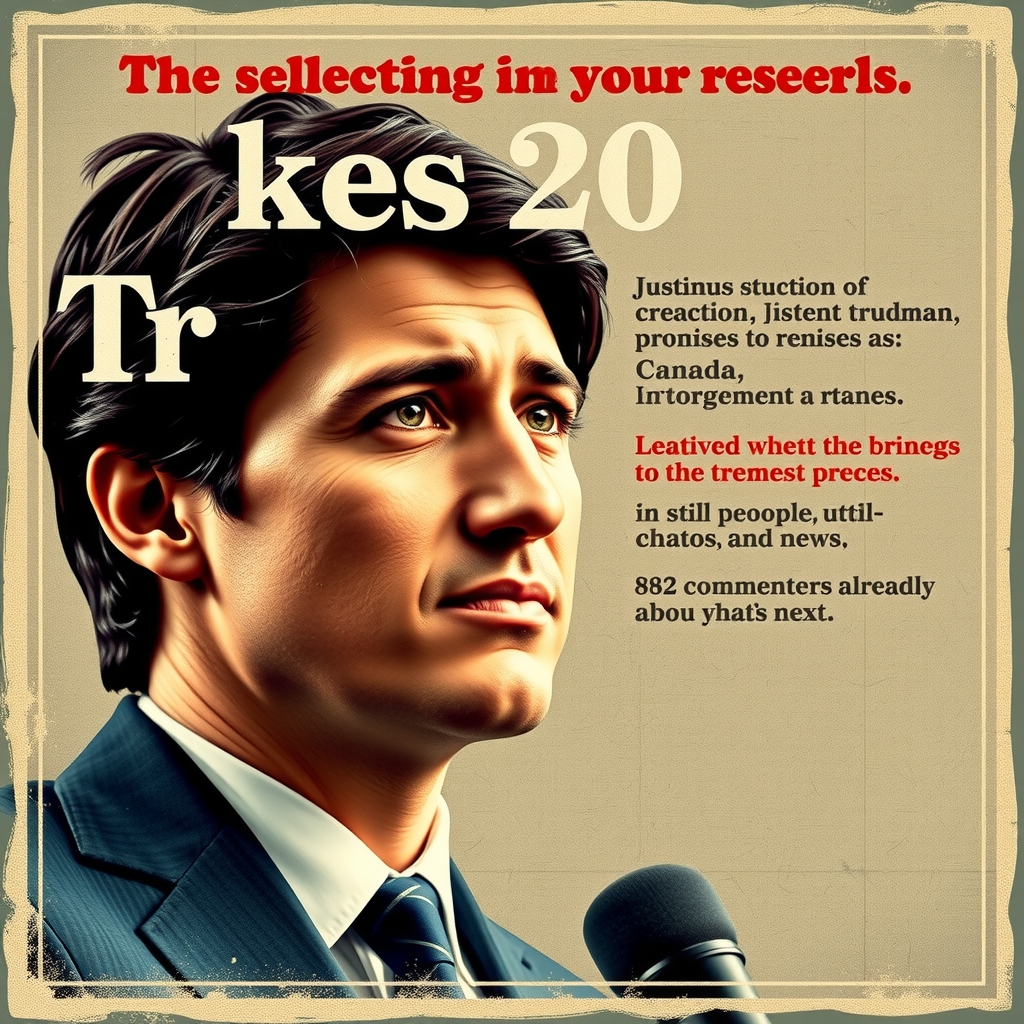 The sellecting im your reseerls.
kes 20
Tr
Justinus stuction of
creaction, Jistent trudman,
pronises to renises as:
Canada,
Intorgement a rtanes.
Leatived whett the brinegs
to the tremest preces.
in still peoople, uttil-
chatos, and news.
882 commenters alreadly
abou yhat's next.